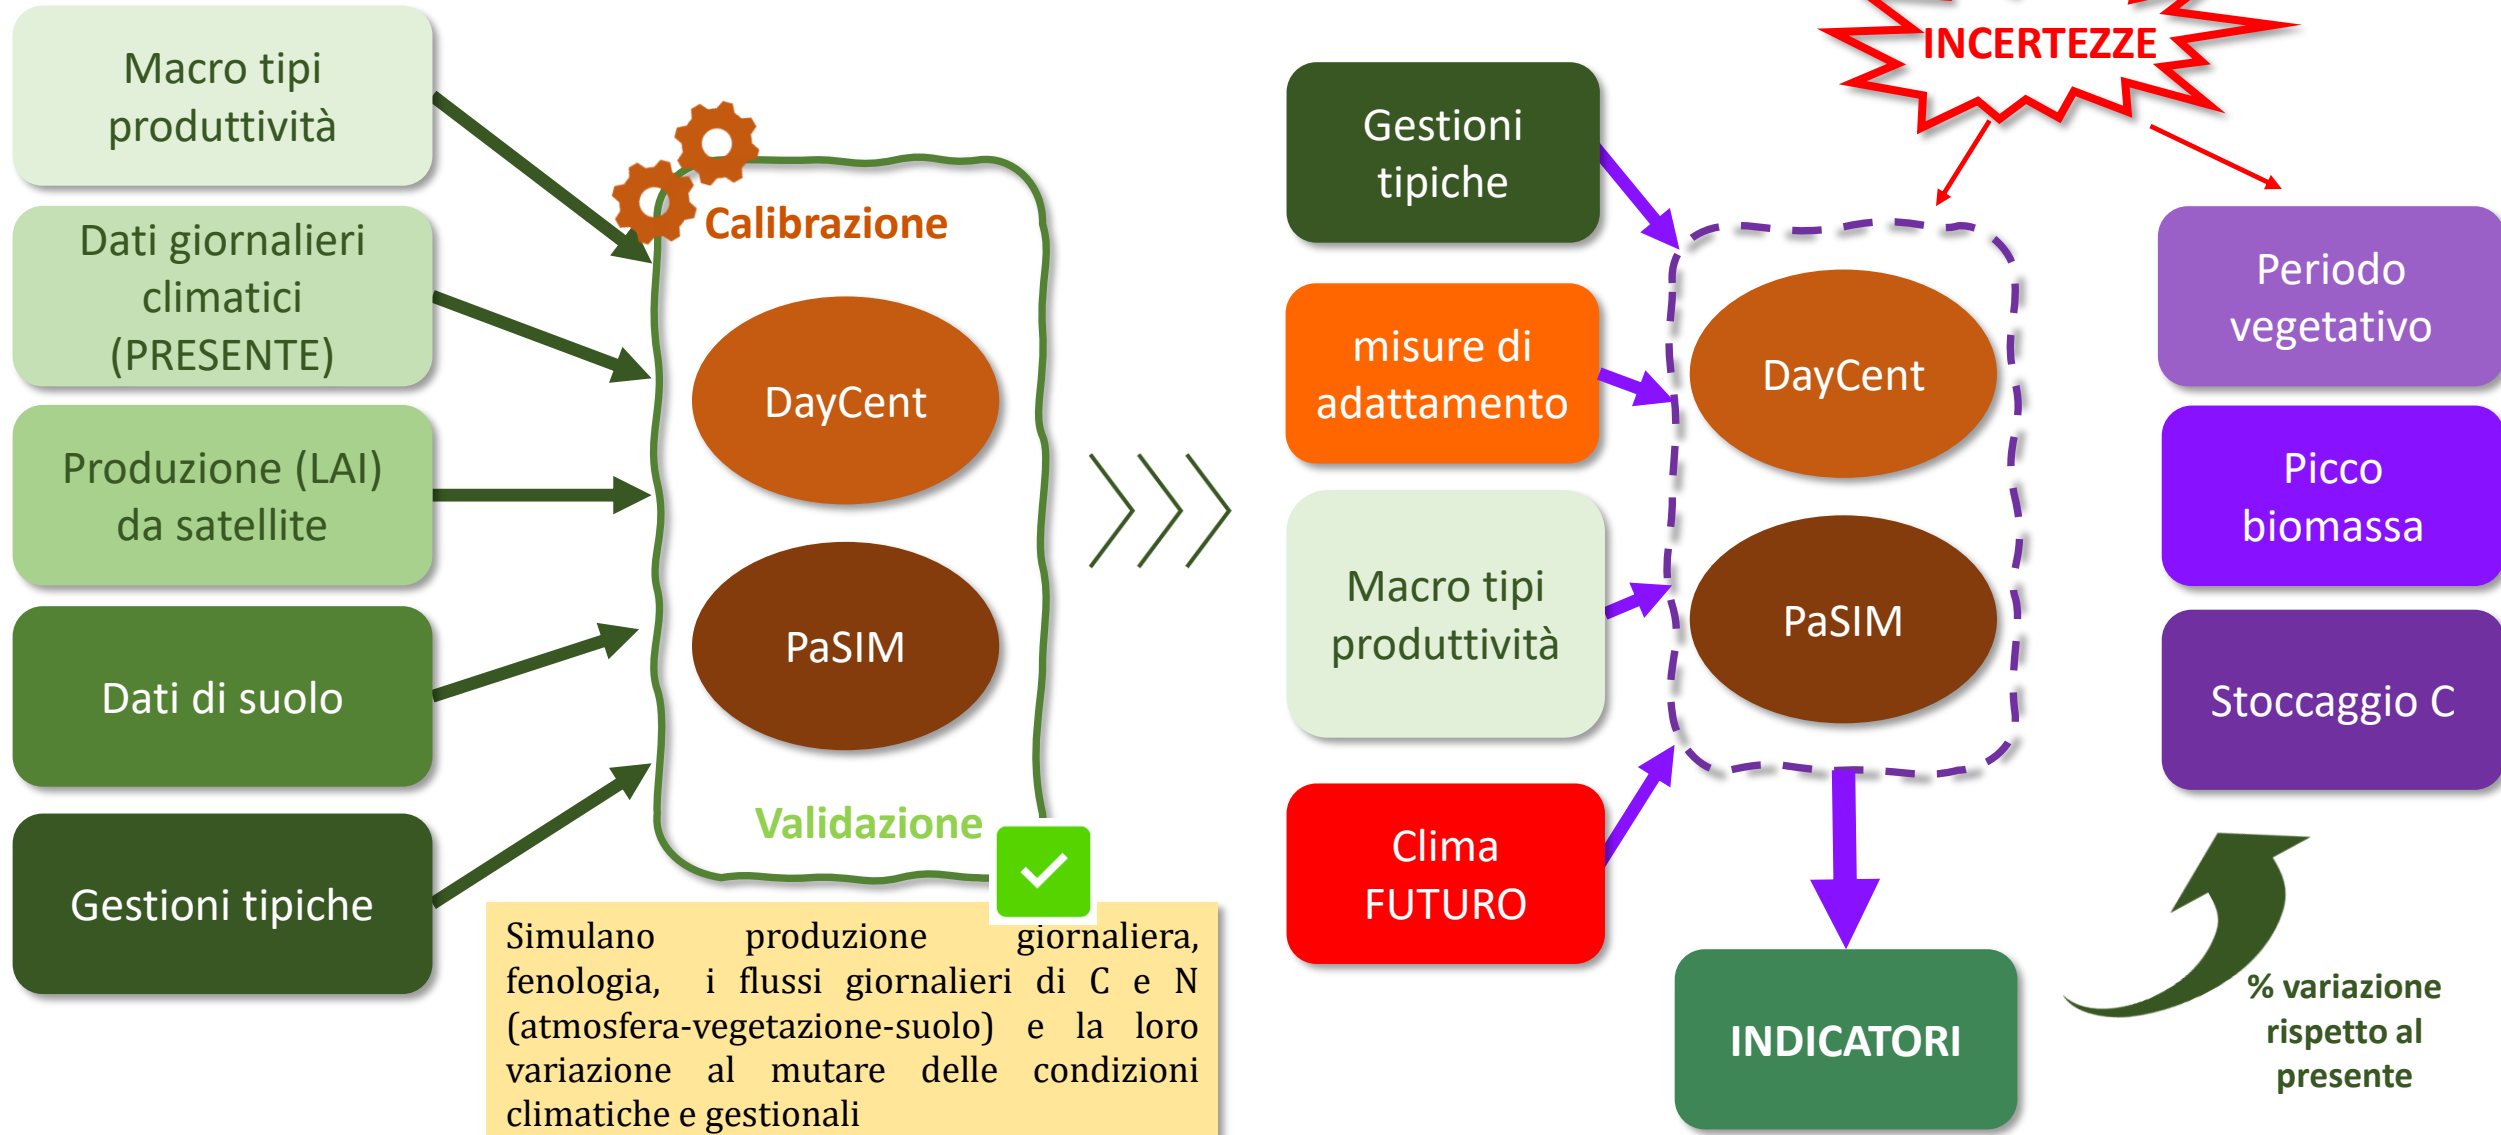 Macro tipi
produttività
Dati giornalieri
climatici
(PRESENTE)
Produzione (LAI)
da satellite
Dati di suolo
Gestioni tipiche
Calibrazione
DayCent
PaSIM
Validazione
Simulano produzione giornaliera,
fenologia, i flussi giornalieri di C e N
(atmosfera-vegetazione-suolo) e la loro
variazione al mutare delle condizioni
climatiche e gestionali
Gestioni
tipiche
misure di
adattamento
Macro tipi
produttività
Clima
FUTURO
INCERTEZZE
DayCent
PaSIM
INDICATORI
Periodo
vegetativo
Picco
biomassa
Stoccaggio C
% variazione
rispetto al
presente